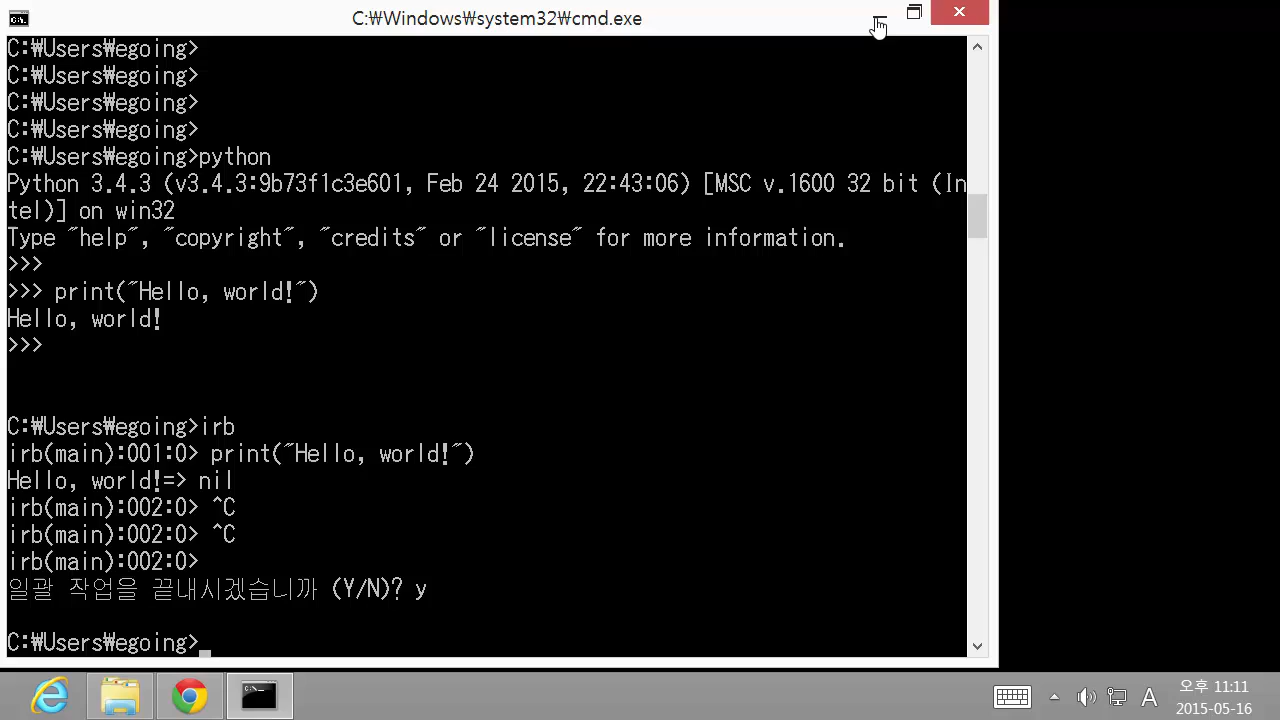 C:₩Windows₩system32₩cmd.exe
C:₩Users₩egoing>
C:₩Users₩egoing>
C:₩Users₩egoing>
C:₩Users₩egoing>
C:₩Users₩egoing>python
Python 3.4.3 (v3.4.3:9b73f1c3e601, Feb 24 2015, 22:43:06) [MSC v.1600 32 bit (In
tel)] on win32
Type "help", "copyright", "credits" or "license" for more information.
>>>
>>> print("Hello, world!")
Hello, world!
>>>
C:₩Users₩egoing>irb
irb(main):001:0> print("Hello, world!")
Hello, world!=> nil
irb(main):002:0> ^C
irb(main):002:0> ^C
irb(main):002:0>
일괄 작업을 끝내시겠습니까 (Y/N)? y
C:₩Users₩egoing>
A
오후 11:11
2015-05-16